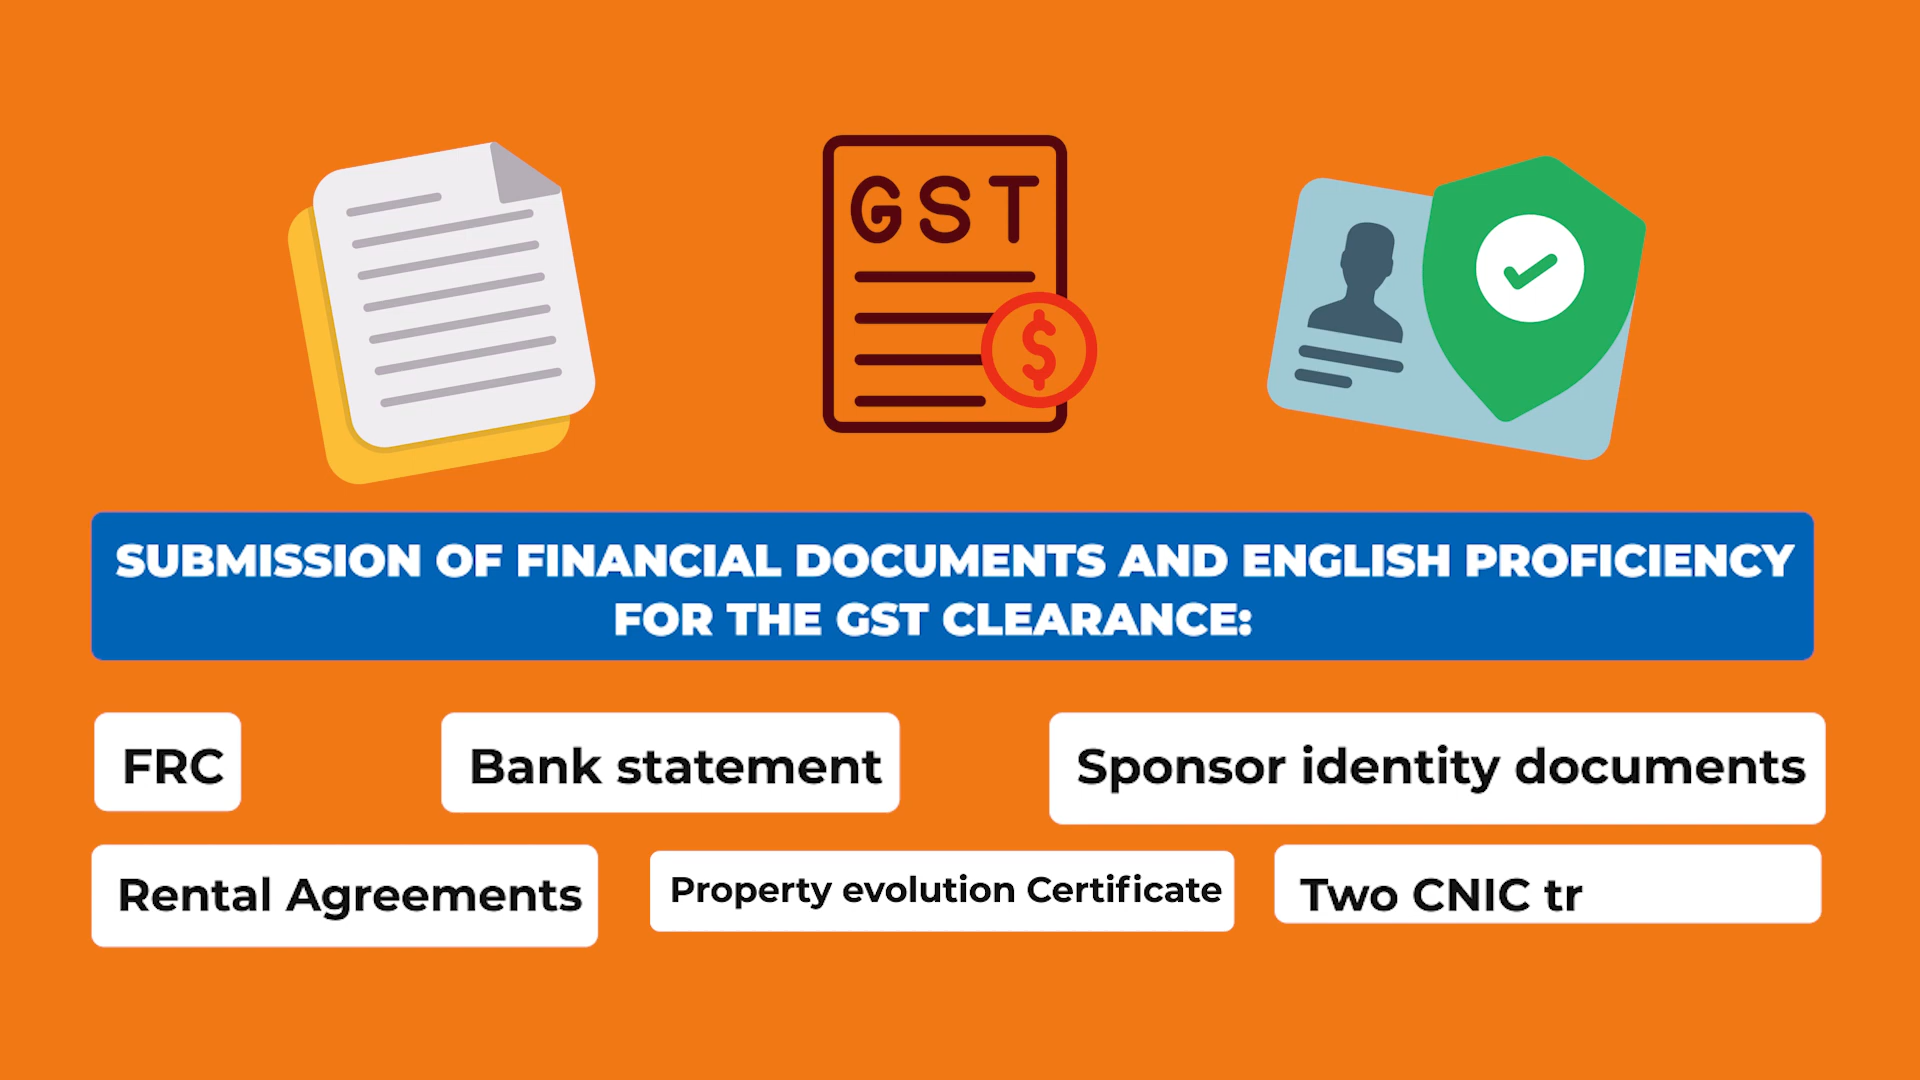 GST
$
SUBMISSION OF FINANCIAL DOCUMENTS AND ENGLISH PROFICIENCY
FOR THE GST CLEARANCE:
FRC
Bank statement
Sponsor identity documents
Rental Agreements
Property evolution Certificate
Two CNIC tr